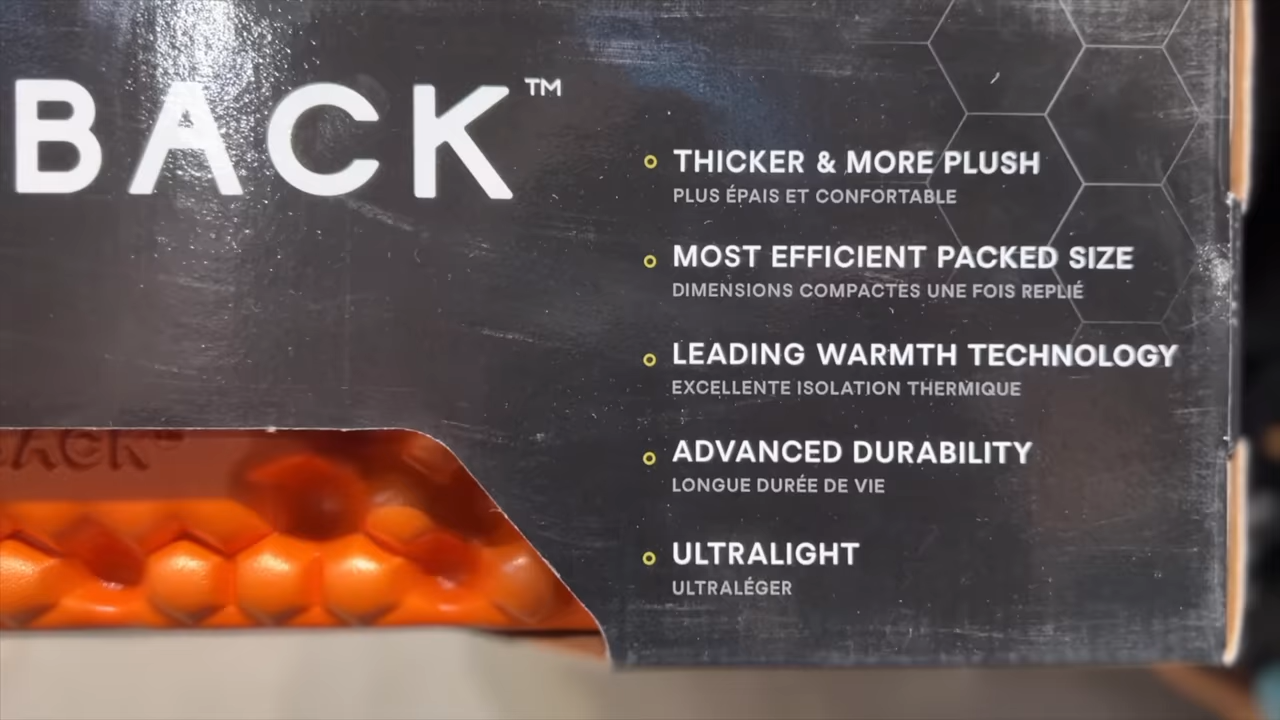 BACK™
THICKER & MORE PLUSH
PLUS ÉPAIS ET CONFORTABLE
MOST EFFICIENT PACKED SIZE
DIMENSIONS COMPACTES UNE FOIS REPLIÉ
LEADING WARMTH TECHNOLOGY
EXCELLENTE ISOLATION THERMIQUE
ADVANCED DURABILITY
LONGUE DURÉE DE VIE
ULTRALIGHT
ULTRALÉGER
BACK